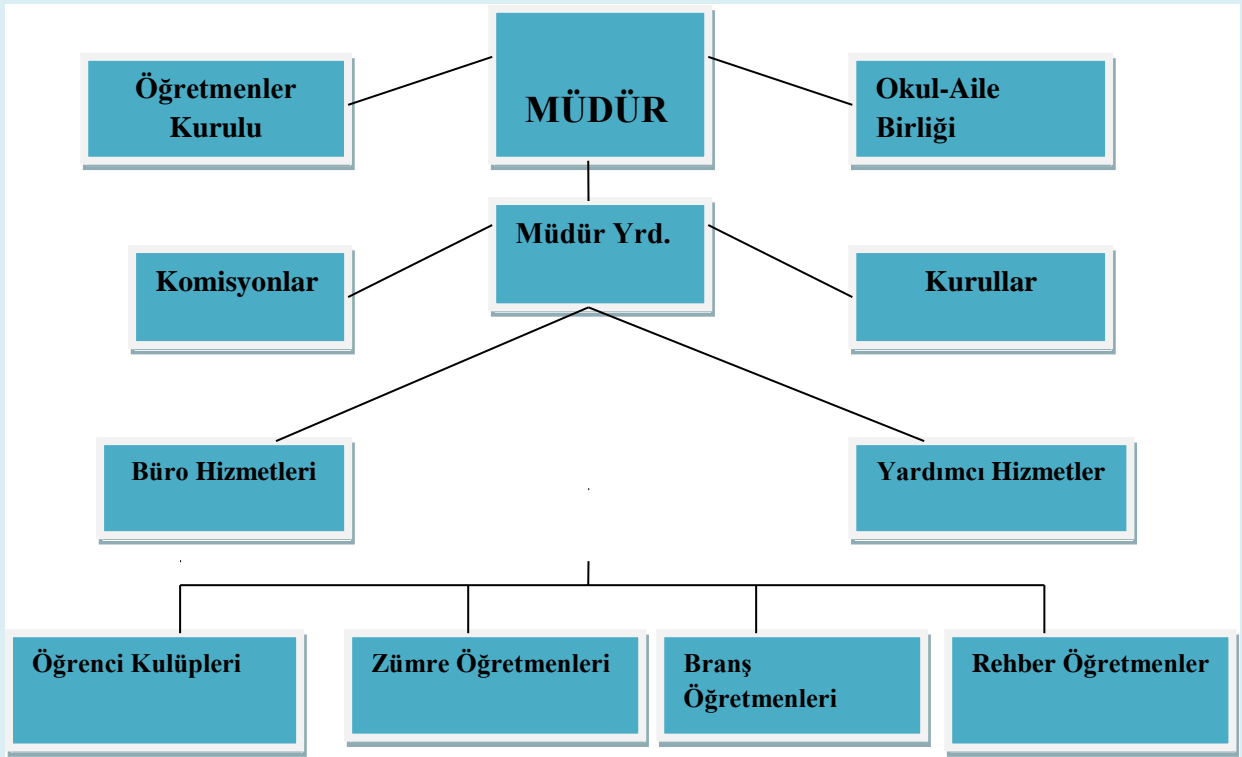 MÜDÜR
Öğretmenler
Kurulu
Okul-Aile
Birliği
Müdür Yrd.
Komisyonlar
Kurullar
Büro Hizmetleri
Yardımcı Hizmetler
Öğrenci Kulüpleri
Zümre Öğretmenleri
Branş
Öğretmenleri
Rehber Öğretmenler